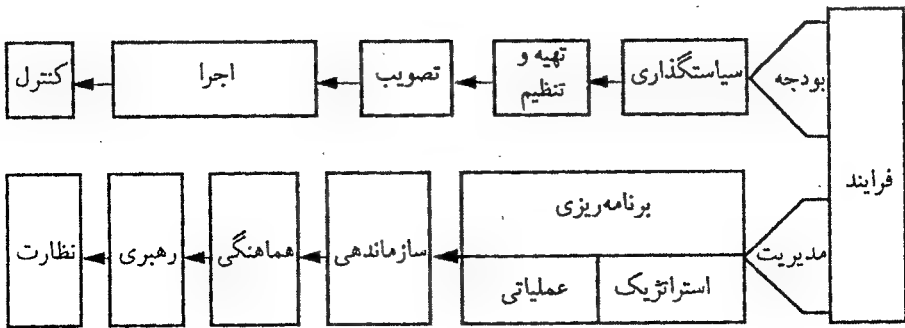 فرایند
بودجه
سیاستگذاری
تهیه و
تنظیم
تصویب
اجرا
کنترل
مدیریت
برنامه‌ریزی
استراتژیک
عملیاتی
سازماندهی
هماهنگی
رهبری
نظارت